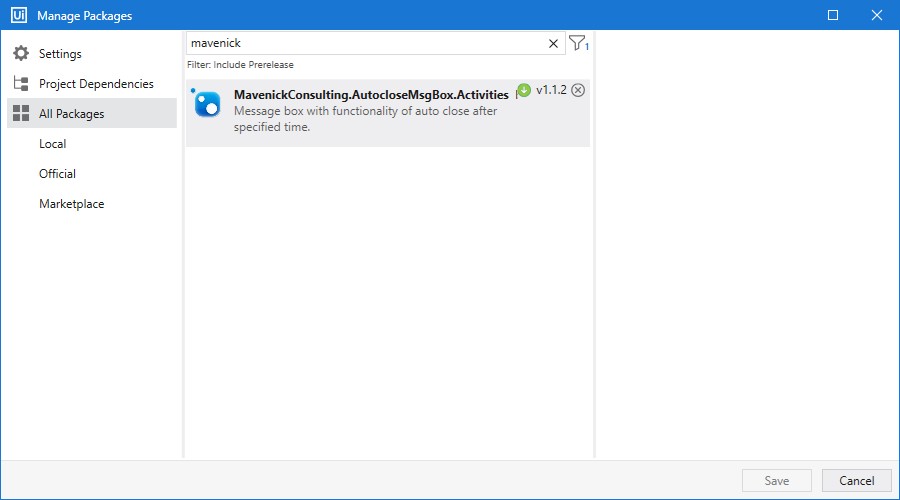 Ui Manage Packages
Settings
Project Dependencies
All Packages
Local
Official
Marketplace
mavenick
1
Filter: Include Prerelease
MavenickConsulting.AutocloseMsgBox.Activities v1.1.2
Message box with functionality of auto close after
specified time.
Save Cancel